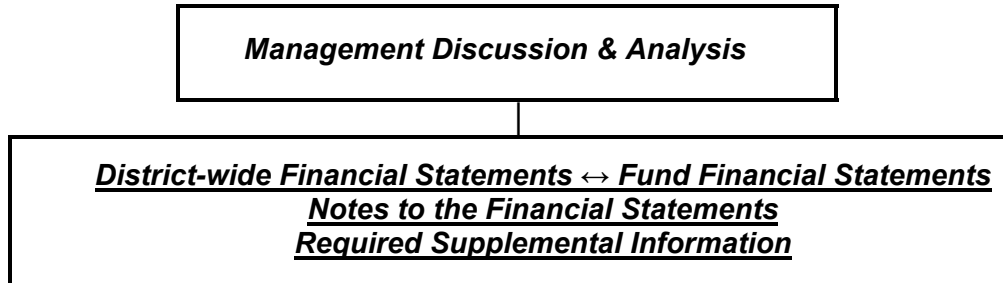 Management Discussion & Analysis
District-wide Financial Statements ↔ Fund Financial Statements
Notes to the Financial Statements
Required Supplemental Information